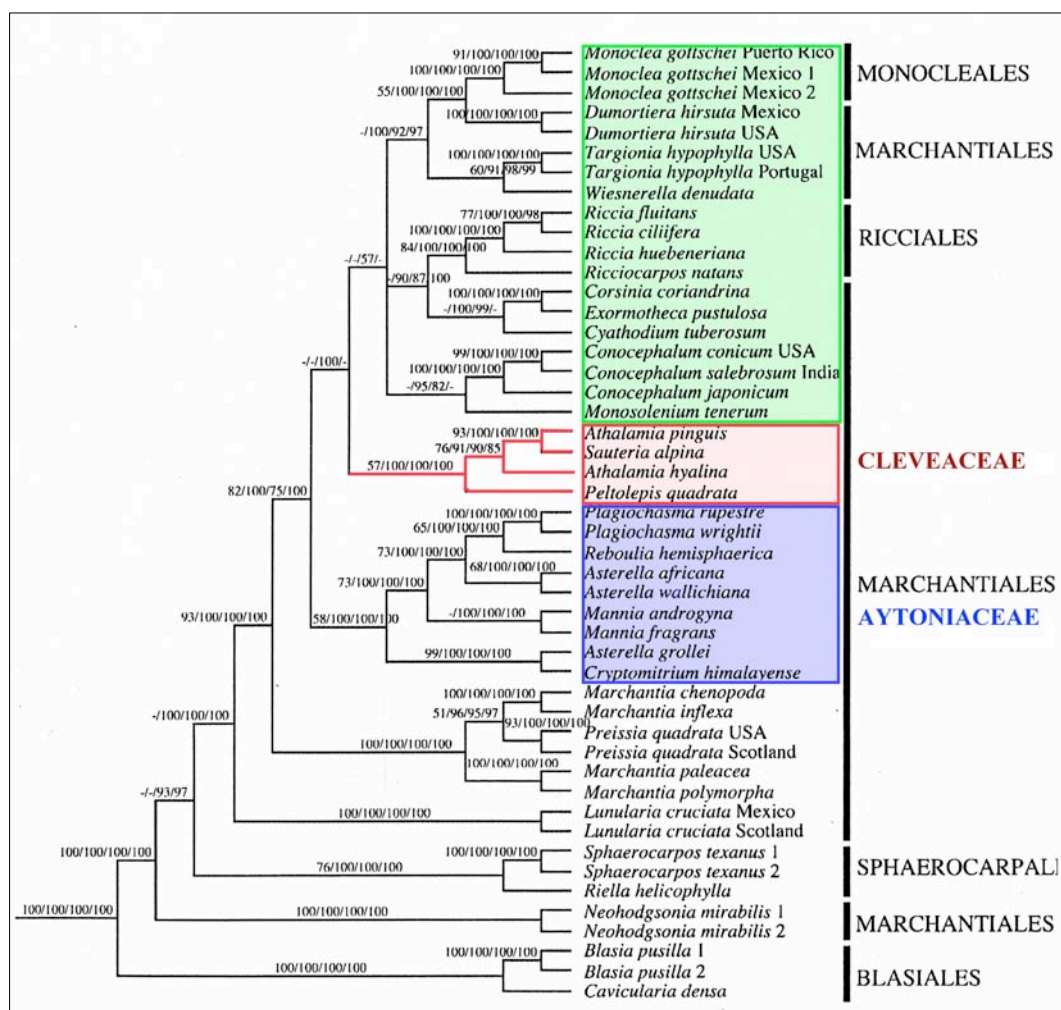 91/100/100/100
Monoclea gottschei Puerto Rico
100/100/100/100
Monoclea gottschei Mexico 1
Monoclea gottschei Mexico 2
MONOCLEALES
55/100/100/100
100/100/100/100
Dumortiera hirsuta Mexico
Dumortiera hirsuta USA
-/100/92/97
100/100/100/100
Targionia hypophylla USA
60/91/98/99
Targionia hypophylla Portugal
Wiesnerella denudata
MARCHANTIALES
77/100/100/98
Riccia fluitans
100/100/100/100
Riccia ciliifera
84/100/100/100
Riccia huebeneriana
Ricciocarpos natans
RICCIALES
-/-/57/-
-/90/87/100
100/100/100/100
Corsinia coriandrina
-/100/99/-
Exormotheca pustulosa
Cyathodium tuberosum
99/100/100/100
Conocephalum conicum USA
100/100/100/100
Conocephalum salebrosum India
-/95/82/-
Conocephalum japonicum
Monosolenium tenerum
-/-/100/-
93/100/100/100
Athalamia pinguis
76/91/90/85
Sauteria alpina
57/100/100/100
Athalamia hyalina
Peltolepis quadrata
CLEVEACEAE
82/100/75/100
100/100/100/100
Plagiochasma rupestre
65/100/100/100
Plagiochasma wrightii
73/100/100/100
Reboulia hemisphaerica
68/100/100/100
Asterella africana
73/100/100/100
Asterella wallichiana
-/100/100/100
Mannia androgyna
58/100/100/100
Mannia fragrans
99/100/100/100
Asterella grollei
Cryptomitrium himalayense
MARCHANTIALES
AYTONIACEAE
93/100/100/100
100/100/100/100
Marchantia chenopoda
51/96/95/97
Marchantia inflexa
93/100/100/100
Preissia quadrata USA
100/100/100/100
Preissia quadrata Scotland
100/100/100/100
Marchantia paleacea
Marchantia polymorpha
-/100/100/100
100/100/100/100
Lunularia cruciata Mexico
Lunularia cruciata Scotland
-/-/93/97
100/100/100/100
Sphaerocarpos texanus 1
76/100/100/100
Sphaerocarpos texanus 2
Riella helicophylla
SPHAEROCARPALI
100/100/100/100
100/100/100/100
Neohodgsonia mirabilis 1
Neohodgsonia mirabilis 2
MARCHANTIALES
100/100/100/100
100/100/100/100
Blasia pusilla 1
100/100/100/100
Blasia pusilla 2
Cavicularia densa
BLASIALES